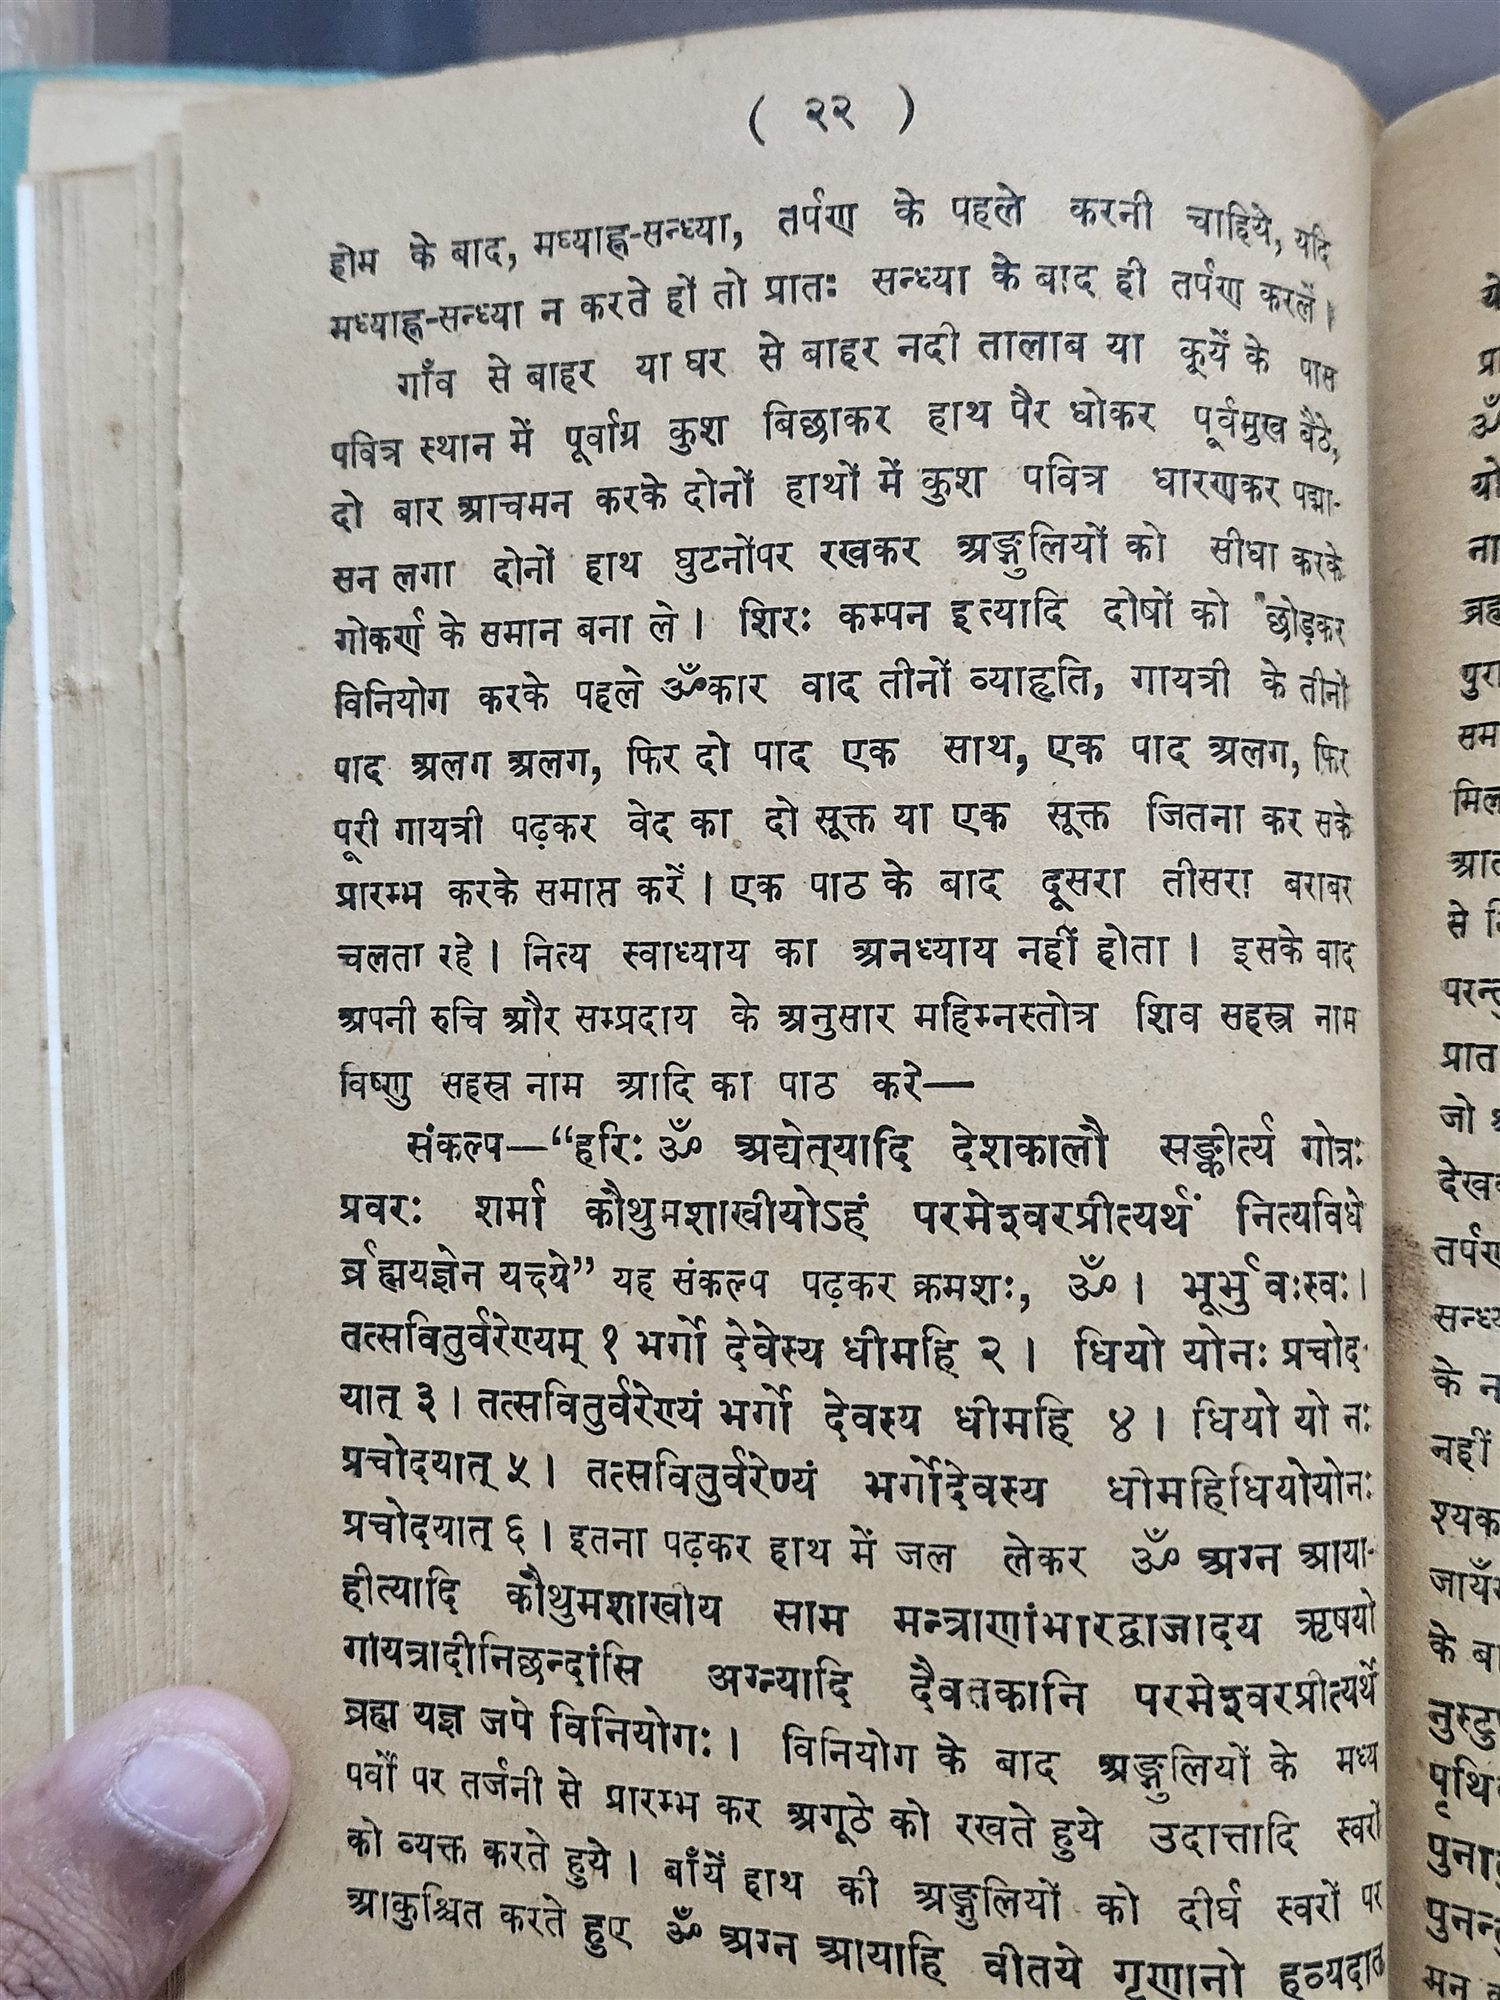 ( २२ )
होम के बाद, मध्याह्न-सन्ध्या, तर्पण के पहले करनी चाहिये, यदि
मध्याह्न-सन्ध्या न करते हों तो प्रातः सन्ध्या के बाद ही तर्पण करलें।
गाँव से बाहर या घर से बाहर नदी तालाब या कूयें के पास
पवित्र स्थान में पूर्वाग्र कुश बिछाकर हाथ पैर धोकर पूर्वमुख बैठे,
दो बार आचमन करके दोनों हाथों में कुश पवित्र धारणकर पद्मा-
सन लगा दोनों हाथ घुटनोंपर रखकर अङ्गुलियों को सीधा करके
गोकर्ण के समान बना ले। शिरः कम्पन इत्यादि दोषों को छोड़कर
विनियोग करके पहले ॐकार वाद तीनों व्याहृति, गायत्री के तीनों
पाद अलग अलग, फिर दो पाद एक साथ, एक पाद अलग, फिर
पूरी गायत्री पढ़कर वेद का दो सूक्त या एक सूक्त जितना कर सके
प्रारम्भ करके समाप्त करें। एक पाठ के बाद दूसरा तीसरा बराबर
चलता रहे। नित्य स्वाध्याय का अनध्याय नहीं होता। इसके वाद
अपनी रुचि और सम्प्रदाय के अनुसार महिम्नस्तोत्र शिव सहस्त्र नाम
विष्णु सहस्त्र नाम आदि का पाठ करे—
संकल्प—“हरिः ॐ अद्येत्यादि देशकालौ सङ्कीर्त्य गोत्रः
प्रवरः शर्मा कौथुमशाखीयोऽहं परमेश्वरप्रीत्यर्थं नित्यविधे
र्व्रह्मयज्ञेन यक्ष्ये” यह संकल्प पढ़कर क्रमशः, ॐ। भूर्भुवःस्वः।
तत्सवितुर्वरेण्यम् १ भर्गो देवेस्य धीमहि २। धियो योनः प्रचोद-
यात् ३। तत्सवितुर्वरेण्यं भर्गो देवस्य धीमहि ४। धियो यो नः
प्रचोदयात् ५। तत्सवितुर्वरेण्यं भर्गोदेवस्य धीमहिधियोयोनः
प्रचोदयात् ६। इतना पढ़कर हाथ में जल लेकर ॐ अग्न आया-
हीत्यादि कौथुमशाखीय साम मन्त्राणांभारद्वाजादय ऋषयो
गायत्रादीनिछन्दांसि अग्न्यादि दैवतकानि परमेश्वरप्रीत्यर्थे
ब्रह्म यज्ञ जपे विनियोगः। विनियोग के बाद अङ्गुलियों के मध्य
पर्वों पर तर्जनी से प्रारम्भ कर अगूठे को रखते हुये उदात्तादि स्वरों
को व्यक्त करते हुये। बाँयें हाथ की अङ्गुलियों को दीर्घ स्वरों पर
आकुञ्चित करते हुए ॐ अग्न आयाहि वीतये गृणानो